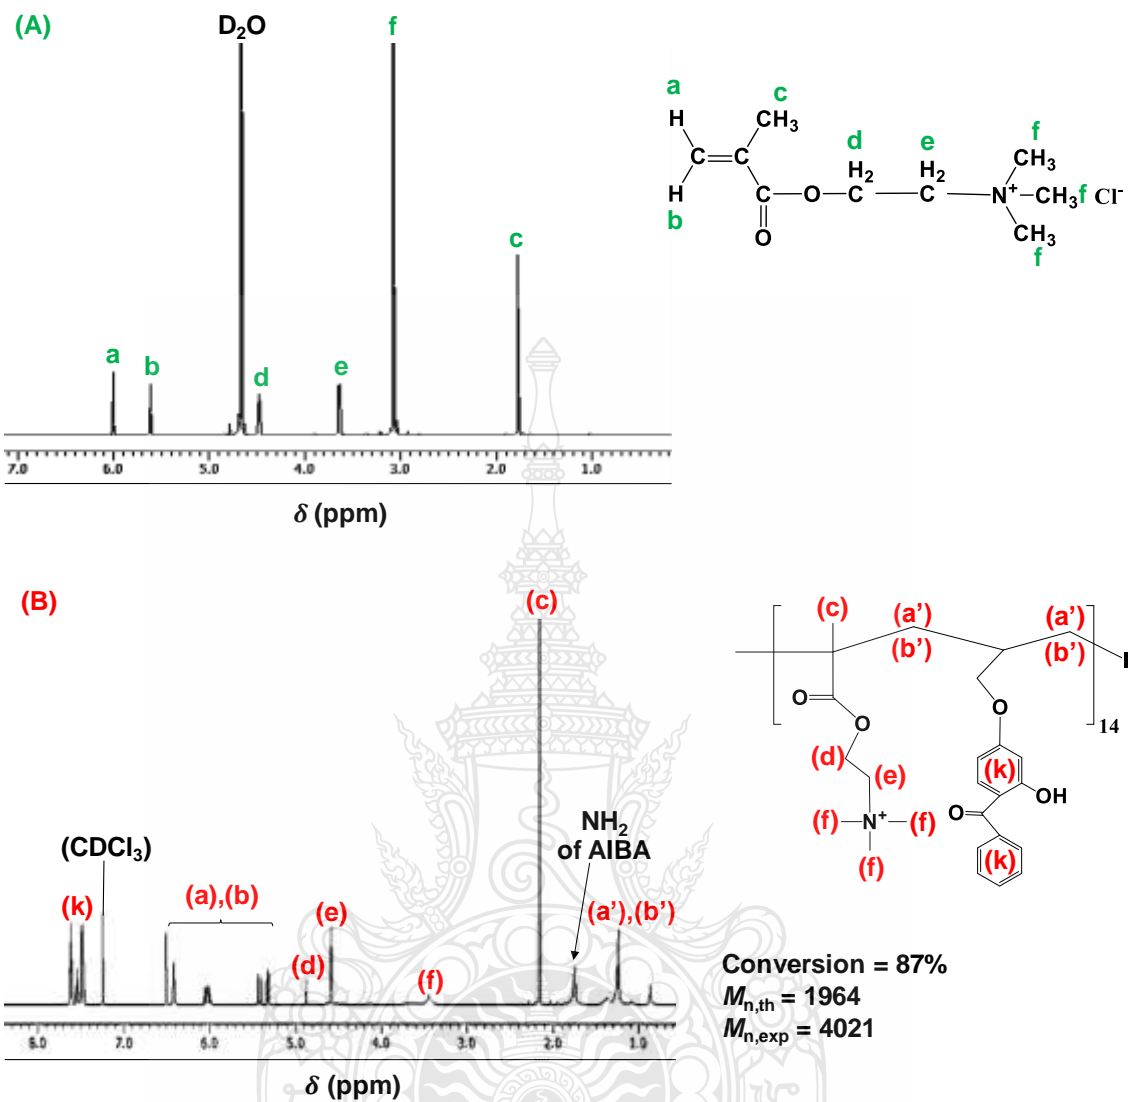 (A)
D₂O
f
c
a
b
d
e
7.0 6.0 5.0 4.0 3.0 2.0 1.0
δ (ppm)
a
H
c
CH₃
d
H₂
e
H₂
f
CH₃
C
C
H
b
C
O
C
C
N⁺
CH₃
f
Cl⁻
O
CH₃
f
(B)
(c)
(CDCl₃)
NH₂
of AIBA
(k)
(a),(b)
(e)
(d)
(f)
(a’),(b’)
8.0 7.0 6.0 5.0 4.0 3.0 2.0 1.0
δ (ppm)
(c)
(a’)
(b’)
(a’)
(b’)
I
14
O
O
O
(d)
(e)
(k)
OH
(f)
N⁺
(f)
(f)
O
(k)
Conversion = 87%
Mn,th = 1964
Mn,exp = 4021